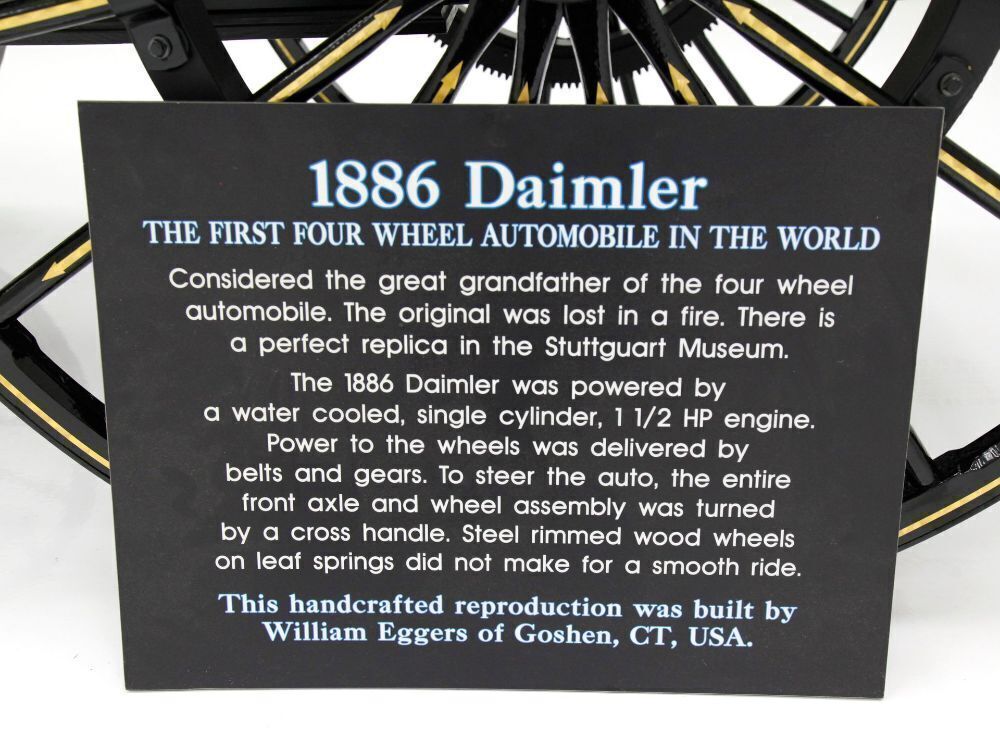 1886 Daimler
THE FIRST FOUR WHEEL AUTOMOBILE IN THE WORLD
Considered the great grandfather of the four wheel
automobile. The original was lost in a fire. There is
a perfect replica in the Stuttguart Museum.
The 1886 Daimler was powered by
a water cooled, single cylinder, 1 1/2 HP engine.
Power to the wheels was delivered by
belts and gears. To steer the auto, the entire
front axle and wheel assembly was turned
by a cross handle. Steel rimmed wood wheels
on leaf springs did not make for a smooth ride.
This handcrafted reproduction was built by
William Eggers of Goshen, CT, USA.